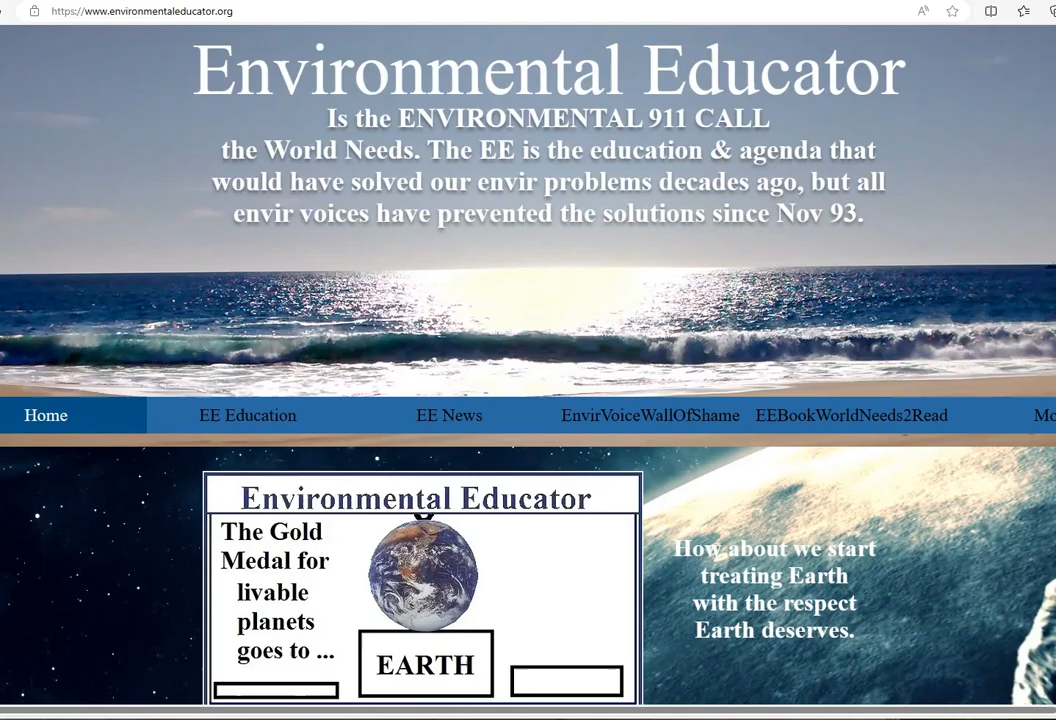 https://www.environmentaleducator.org
Environmental Educator
Is the ENVIRONMENTAL 911 CALL
the World Needs. The EE is the education & agenda that
would have solved our envir problems decades ago, but all
envir voices have prevented the solutions since Nov 93.
Home EE Education EE News EnvirVoiceWallOfShame EEBookWorldNeeds2Read
Environmental Educator
The Gold
Medal for
livable
planets
goes to ...
EARTH
How about we start
treating Earth
with the respect
Earth deserves.